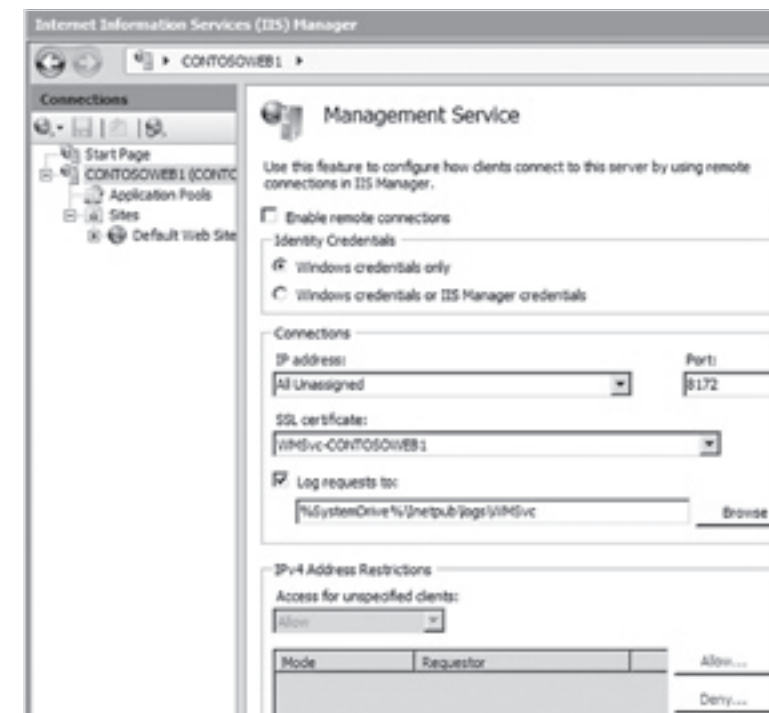 Internet Information Services (IIS) Manager
CONTOSOWEB1
Connections
Start Page
CONTOSOWEB1 (CONTO
Application Pools
Sites
Default Web Site
Management Service
Use this feature to configure how clients connect to this server by using remote
connections in IIS Manager.
Enable remote connections
Identity Credentials
Windows credentials only
Windows credentials or IIS Manager credentials
Connections
IP address:
Port:
All Unassigned
8172
SSL certificate:
WMSvc-CONTOSOWEB1
Log requests to:
%SystemDrive%\Inetpub\logs\WMSvc
Browse
IPv4 Address Restrictions
Access for unspecified clients:
Allow
Mode
Requestor
Allow...
Deny...